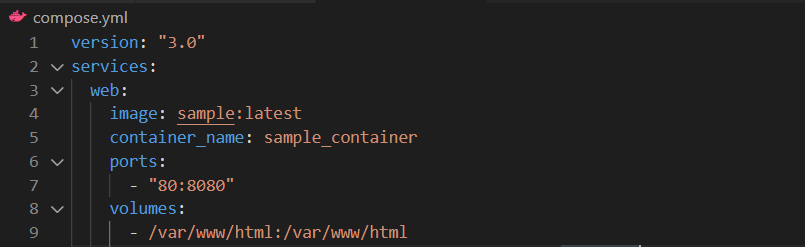 compose.yml
1 version: "3.0"
2 services:
3 web:
4 image: sample:latest
5 container_name: sample_container
6 ports:
7 - "80:8080"
8 volumes:
9 - /var/www/html:/var/www/html